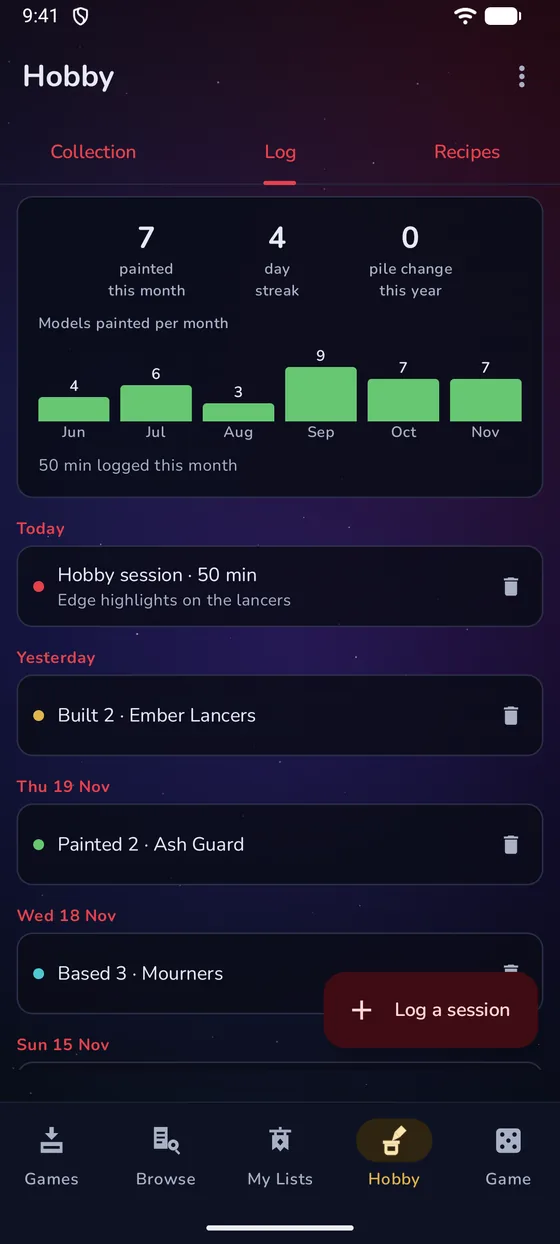 9:41
Hobby
Collection
Log
Recipes
7
4
0
painted
this month
day
streak
pile change
this year
Models painted per month
4
6
3
9
7
7
Jun
Jul
Aug
Sep
Oct
Nov
50 min logged this month
Today
Hobby session · 50 min
Edge highlights on the lancers
Yesterday
Built 2 · Ember Lancers
Thu 19 Nov
Painted 2 · Ash Guard
Wed 18 Nov
Based 3 · Mourners
Log a session
Sun 15 Nov
Games
Browse
My Lists
Hobby
Game